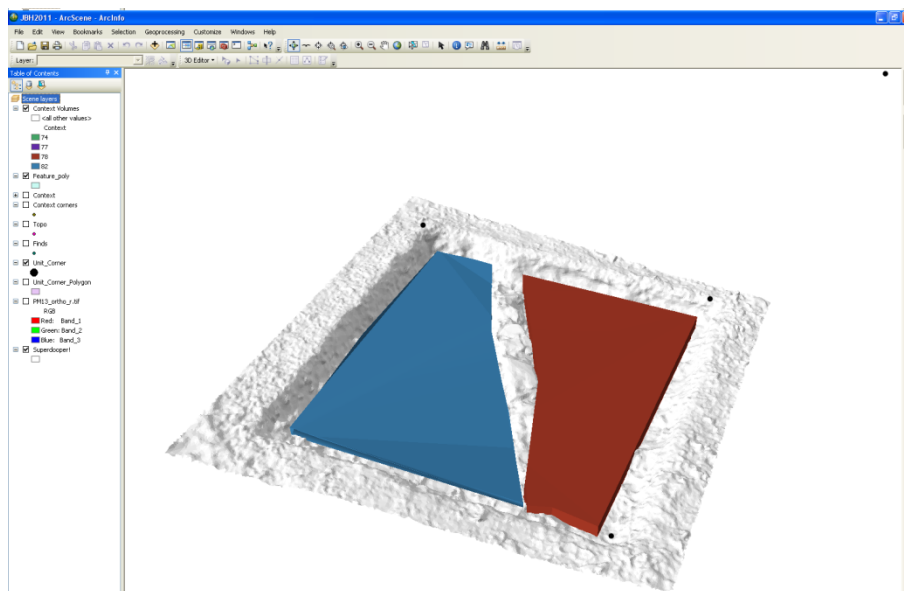 JBH2011 - ArcScene - ArcInfo
File Edit View Bookmarks Selection Geoprocessing Customize Windows Help
Layer: 3D Editor
Table of Contents
Scene layers
Context Volumes
<all other values>
Context
74
77
78
82
Feature_poly
Context
Context corners
Topo
Finds
Unit_Corner
Unit_Corner_Polygon
PM13_ortho_r.tif
RGB
Red: Band_1
Green: Band_2
Blue: Band_3
Superdooper!